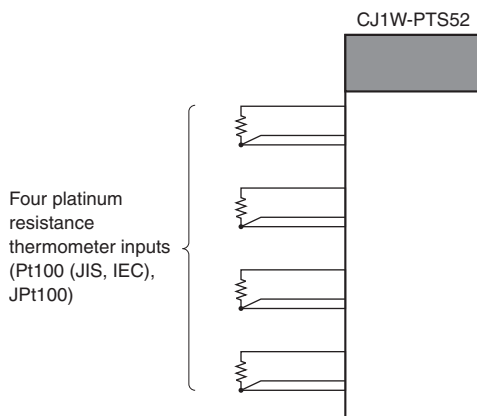 CJ1W-PTS52
Four platinum
resistance
thermometer inputs
(Pt100 (JIS, IEC),
JPt100)